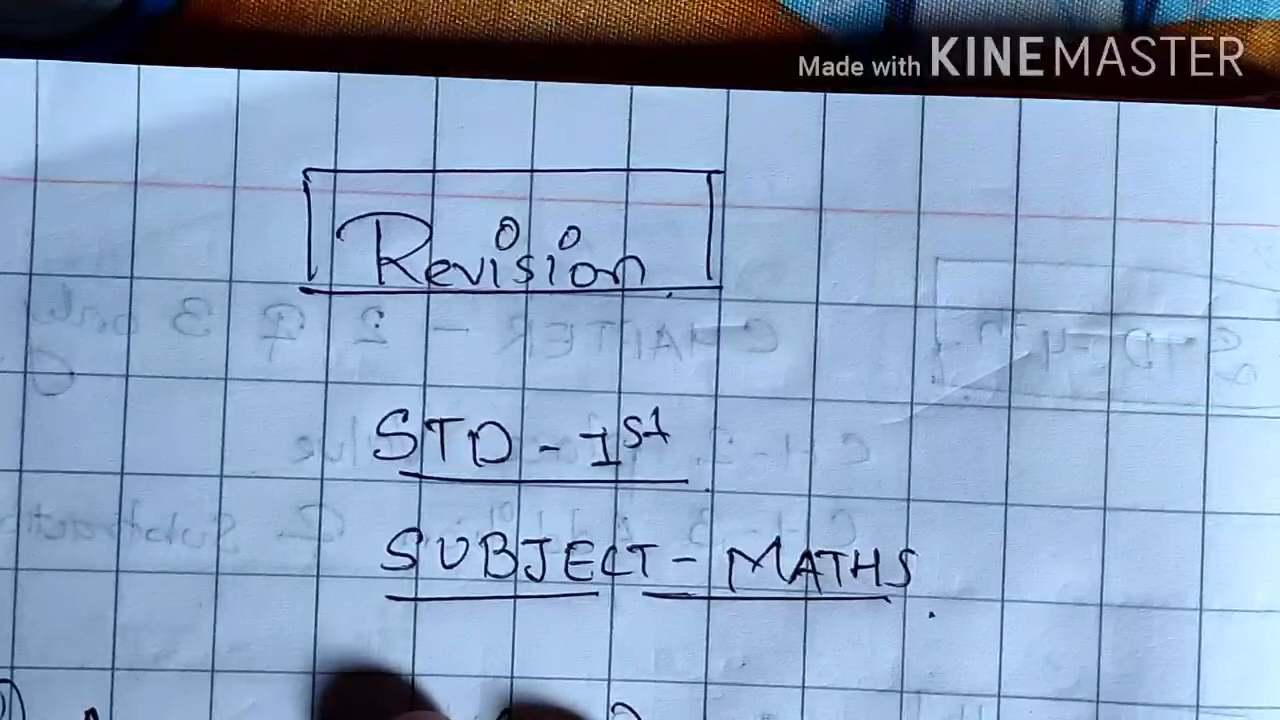 Made with KINEMASTER
Revision
STD - 1st
SUBJECT - MATHS.